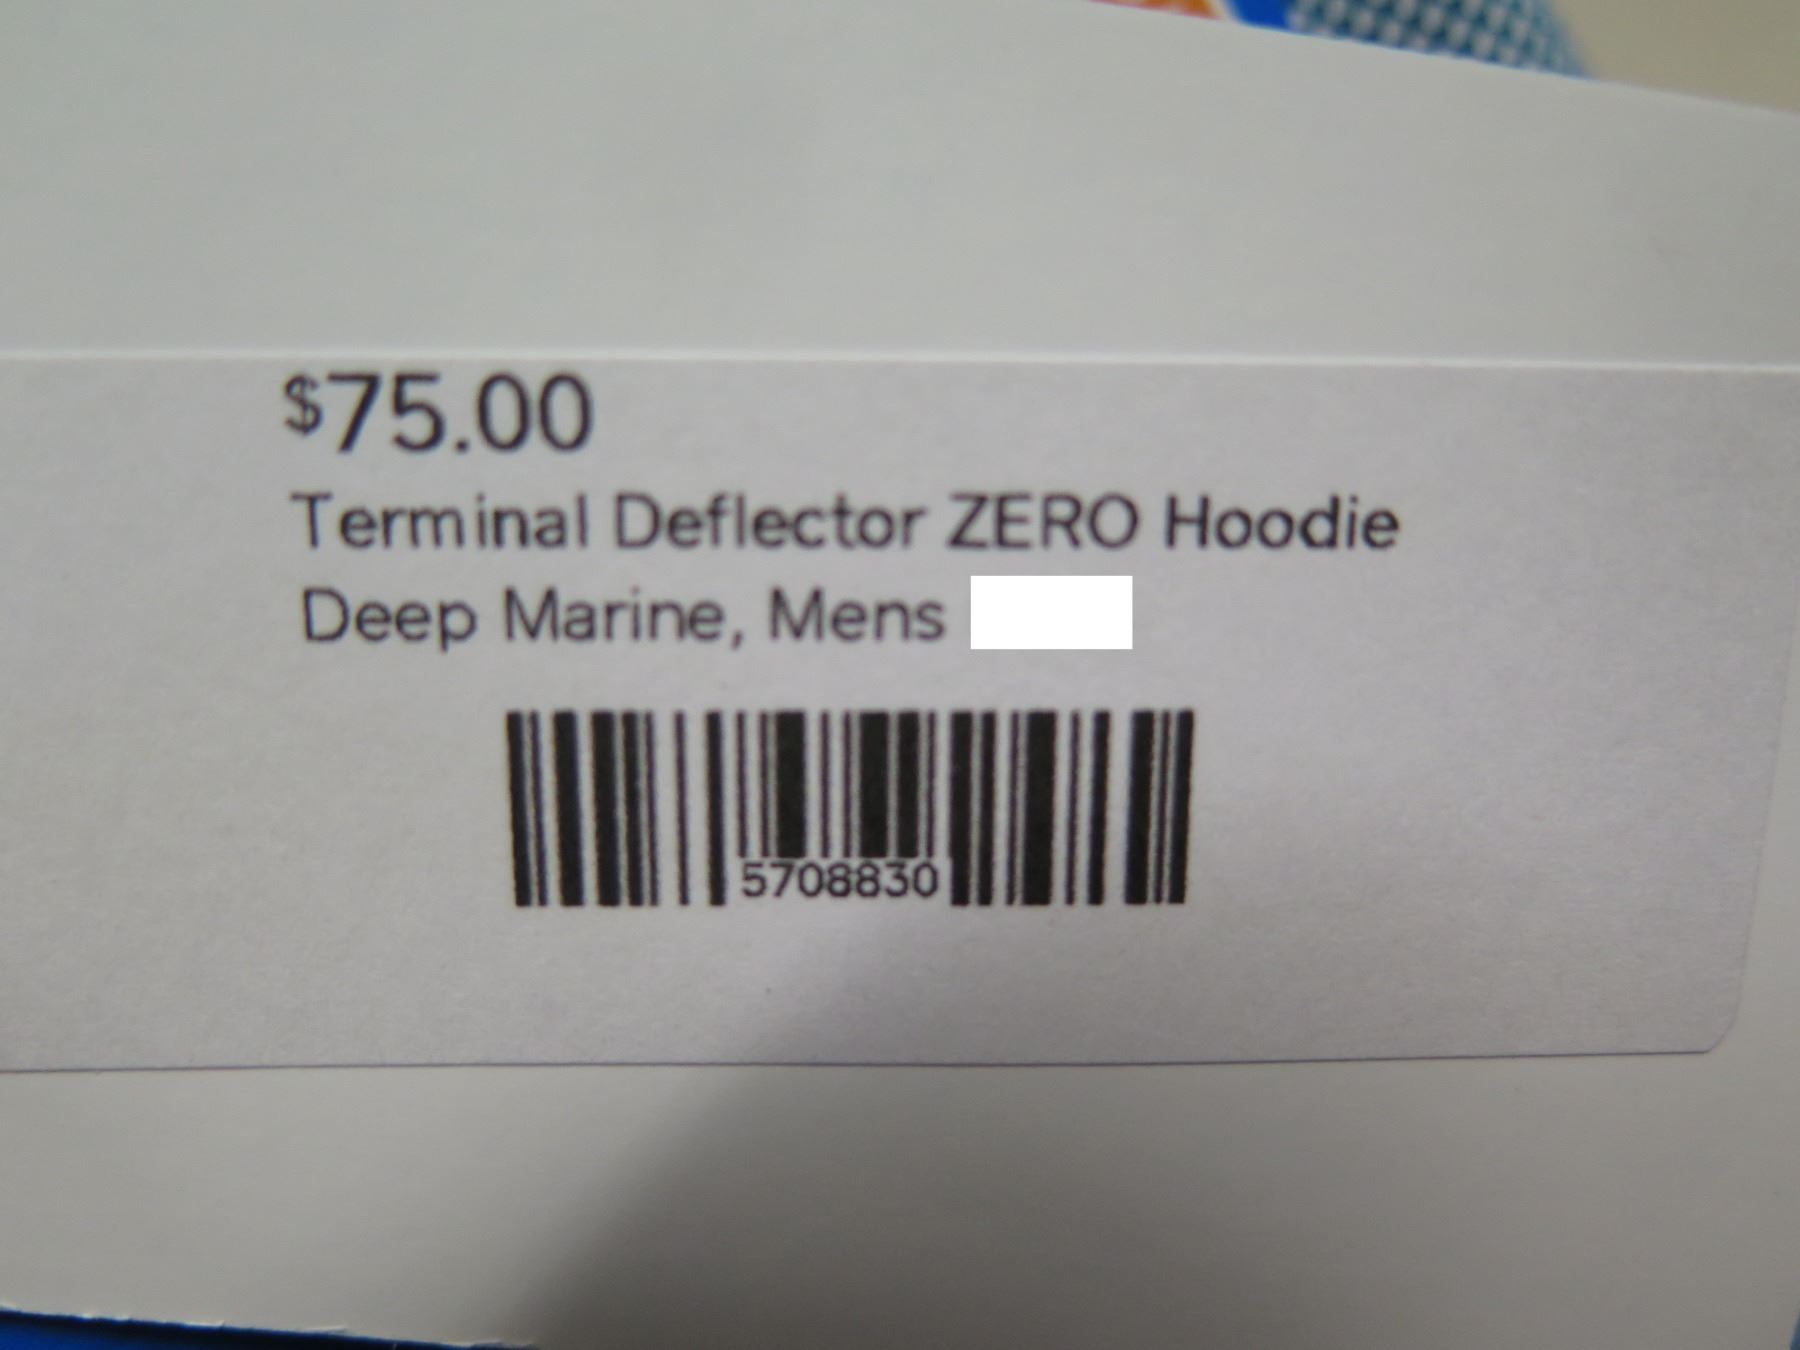 $75.00
Terminal Deflector ZERO Hoodie
Deep Marine, Mens
5708830